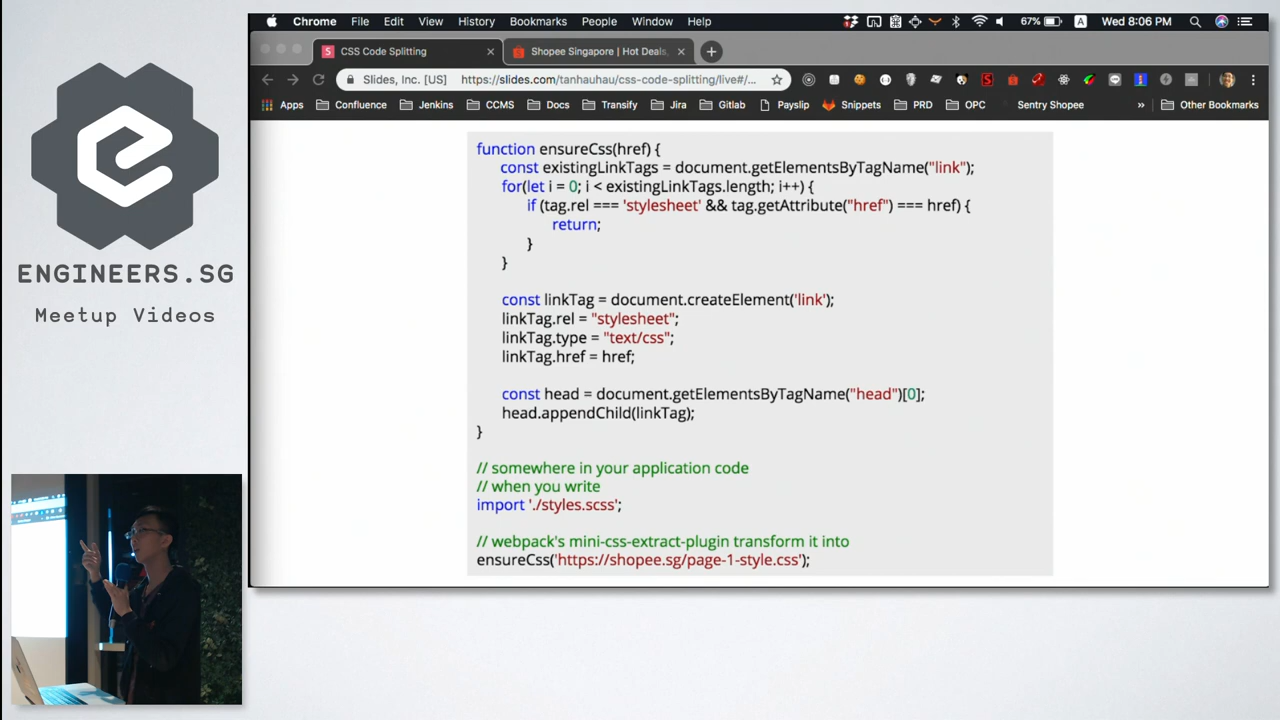 Chrome File Edit View History Bookmarks People Window Help 67% A Wed 8:06 PM
CSS Code Splitting
Shopee Singapore | Hot Deals,
Slides, Inc. [US] https://slides.com/tanhauhau/css-code-splitting/live#/...
Apps Confluence Jenkins CCMS Docs Transify Jira Gitlab Payslip Snippets PRD OPC Sentry Shopee » Other Bookmarks
ENGINEERS.SG
Meetup Videos
function ensureCss(href) {
const existingLinkTags = document.getElementsByTagName("link");
for(let i = 0; i < existingLinkTags.length; i++) {
if (tag.rel === 'stylesheet' && tag.getAttribute("href") === href) {
return;
}
}
const linkTag = document.createElement('link');
linkTag.rel = "stylesheet";
linkTag.type = "text/css";
linkTag.href = href;
const head = document.getElementsByTagName("head")[0];
head.appendChild(linkTag);
}
// somewhere in your application code
// when you write
import './styles.scss';
// webpack's mini-css-extract-plugin transform it into
ensureCss('https://shopee.sg/page-1-style.css');